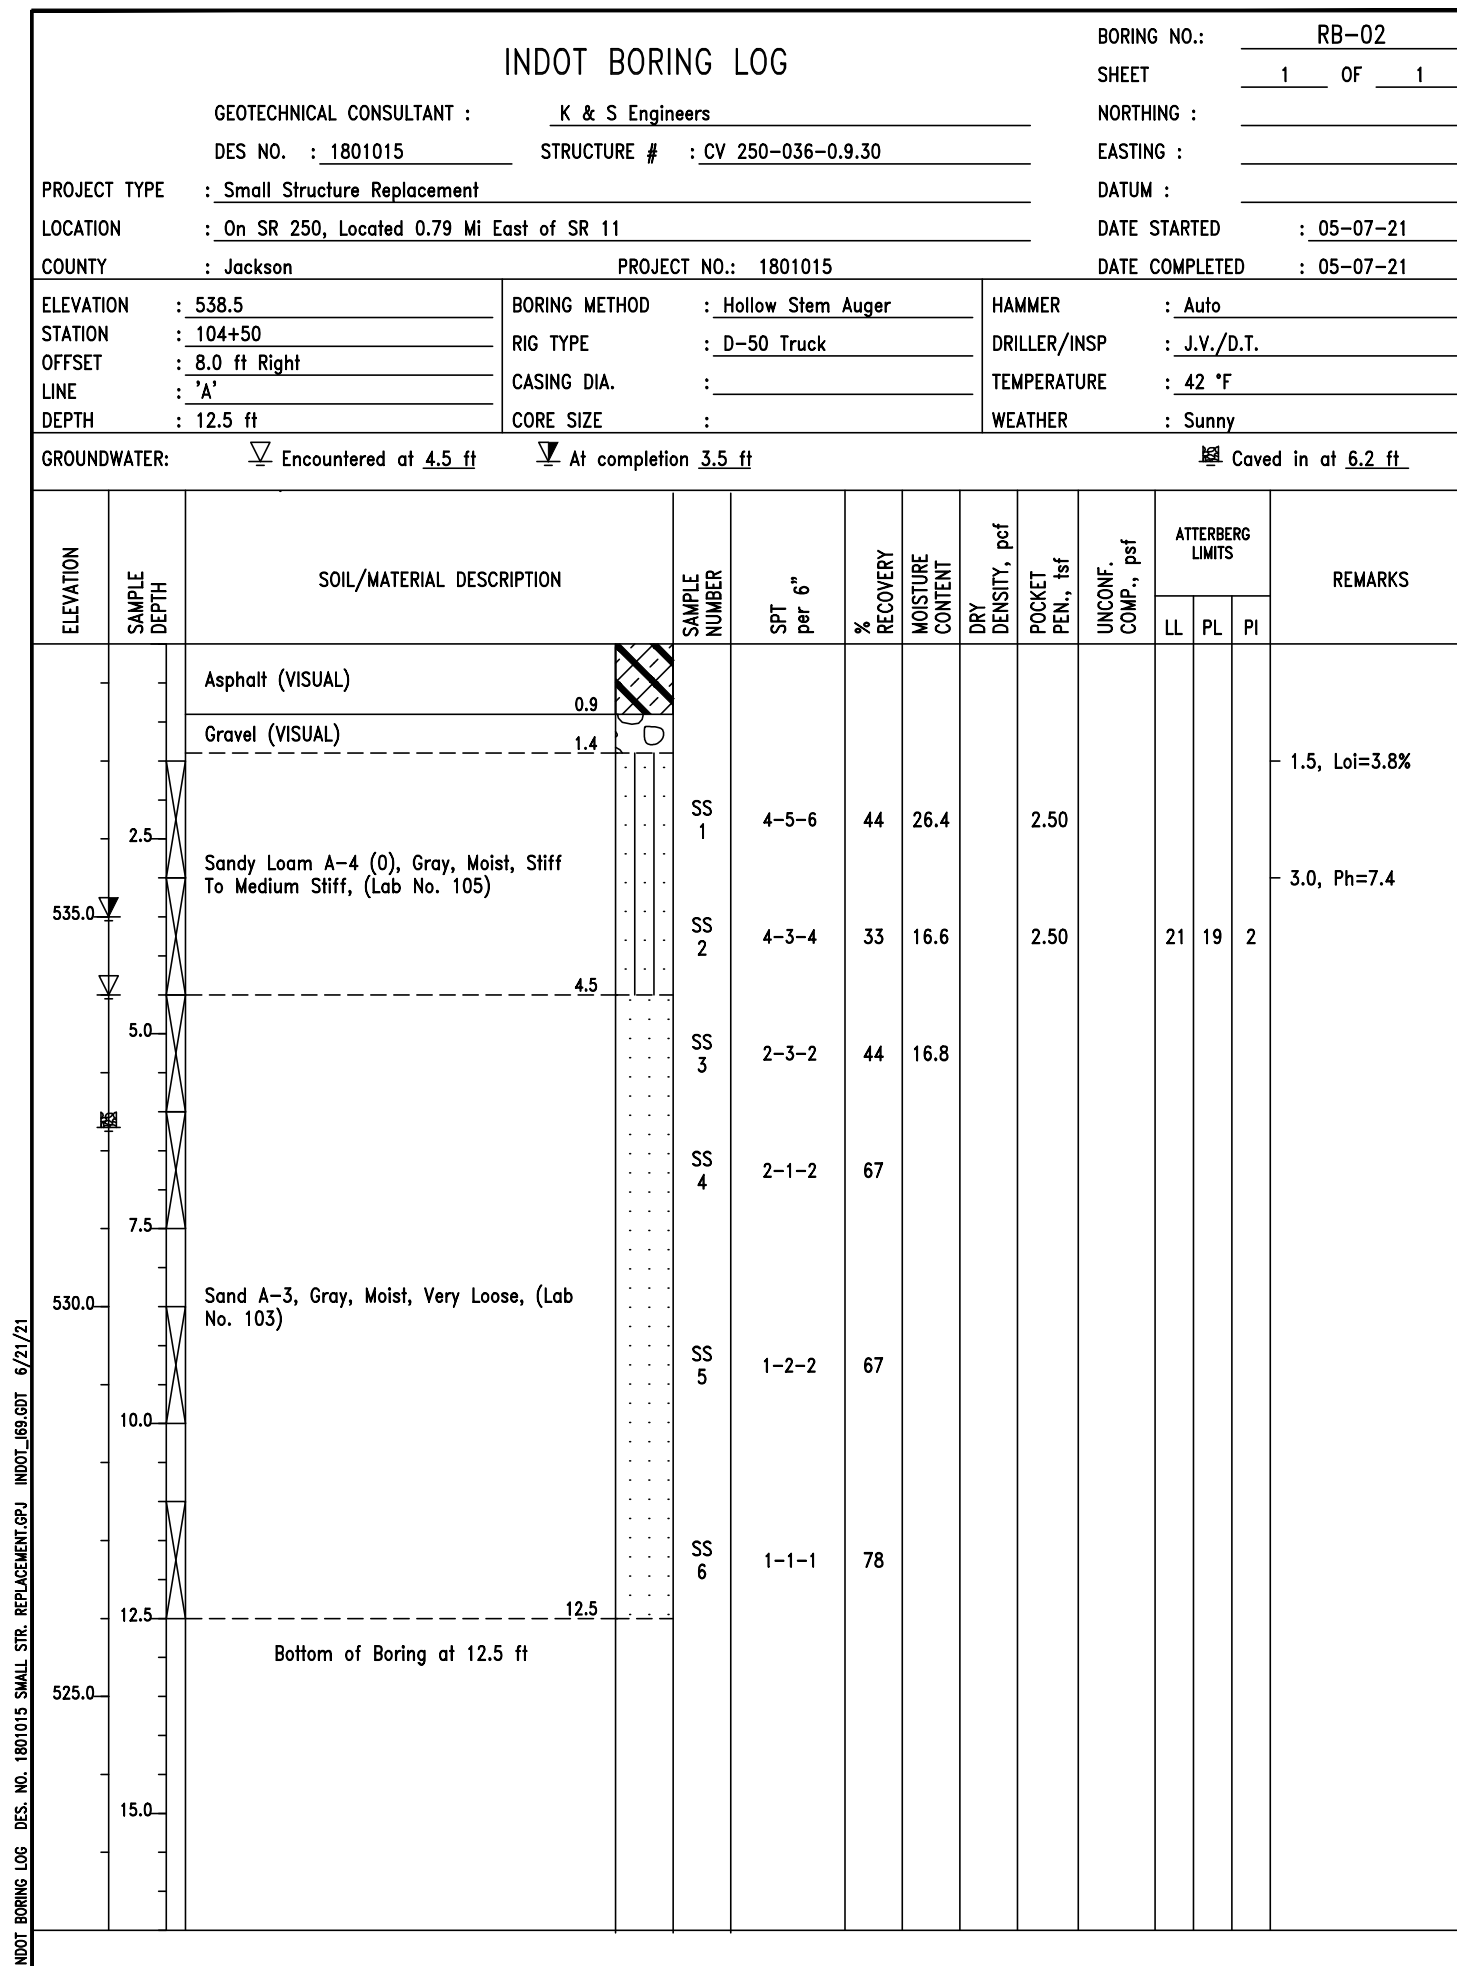 INDOT BORING LOG
BORING NO.: RB-02
SHEET 1 OF 1
GEOTECHNICAL CONSULTANT : K & S Engineers
NORTHING :
DES NO. : 1801015 STRUCTURE # : CV 250-036-0.9.30
EASTING :
PROJECT TYPE : Small Structure Replacement
DATUM :
LOCATION : On SR 250, Located 0.79 Mi East of SR 11
DATE STARTED : 05-07-21
COUNTY : Jackson PROJECT NO.: 1801015
DATE COMPLETED : 05-07-21
ELEVATION : 538.5
STATION : 104+50
OFFSET : 8.0 ft Right
LINE : 'A'
DEPTH : 12.5 ft
BORING METHOD : Hollow Stem Auger
RIG TYPE : D-50 Truck
CASING DIA. :
CORE SIZE :
HAMMER : Auto
DRILLER/INSP : J.V./D.T.
TEMPERATURE : 42 °F
WEATHER : Sunny
GROUNDWATER: Encountered at 4.5 ft At completion 3.5 ft Caved in at 6.2 ft
ELEVATION
SAMPLE
DEPTH
SOIL/MATERIAL DESCRIPTION
SAMPLE
NUMBER
SPT
per 6"
%
RECOVERY
MOISTURE
CONTENT
DRY
DENSITY, pcf
POCKET
PEN., tsf
UNCONF.
COMP., psf
ATTERBERG
LIMITS
LL PL PI
REMARKS
Asphalt (VISUAL)
0.9
Gravel (VISUAL)
1.4
1.5, Loi=3.8%
SS
1
4-5-6 44 26.4 2.50
2.5
Sandy Loam A-4 (0), Gray, Moist, Stiff
To Medium Stiff, (Lab No. 105)
3.0, Ph=7.4
535.0
SS
2
4-3-4 33 16.6 2.50 21 19 2
4.5
5.0
SS
3
2-3-2 44 16.8
SS
4
2-1-2 67
7.5
530.0
Sand A-3, Gray, Moist, Very Loose, (Lab
No. 103)
SS
5
1-2-2 67
10.0
SS
6
1-1-1 78
12.5
12.5
Bottom of Boring at 12.5 ft
525.0
15.0
NDOT BORING LOG DES. NO. 1801015 SMALL STR. REPLACEMENT.GPJ INDOT_I69.GDT 6/21/21